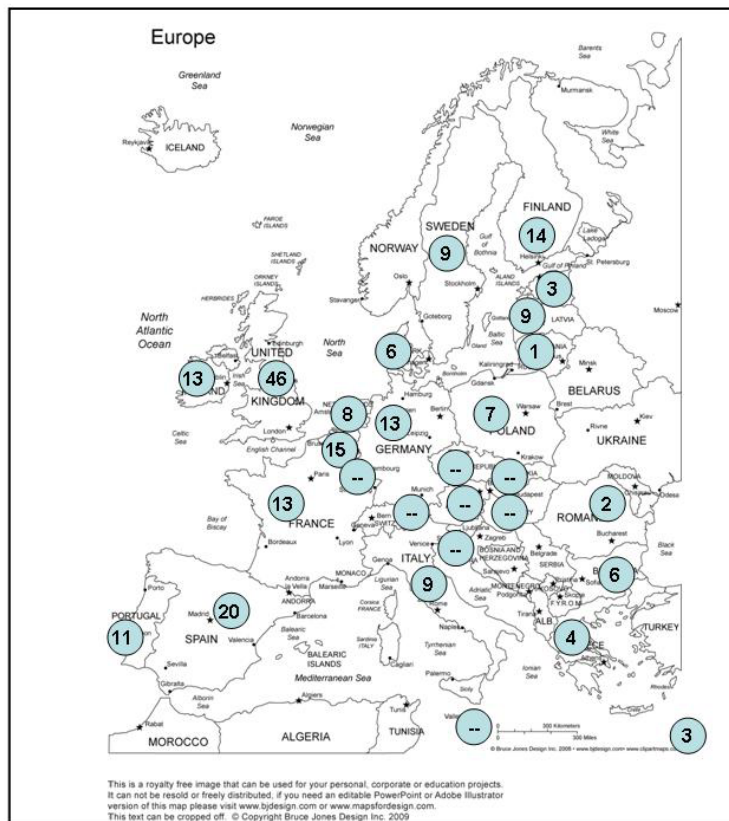 Europe
Greenland
Sea
Barents
Sea
Murmansk
Norwegian
Sea
White
Sea
Reykjavik
ICELAND
FAROE
ISLANDS
SHETLAND
ISLANDS
ORKNEY
ISLANDS
HERBRIDES
NORWAY
SWEDEN
FINLAND
9
14
Gulf
of
Bothnia
Lake
Ladoga
Helsinki
Gulf of Finland
St. Petersburg
ALAND
ISLANDS
Oslo
Stockholm
Stavanger
Goteborg
3
9
LATVIA
Moscow
North
Atlantic
Ocean
North
Sea
Baltic
Sea
Oland
6
1
Minsk
BELARUS
Kaliningrad
Gdansk
Bornholm
Edinburgh
UNITED
KINGDOM
46
Belfast
Irish
Sea
13
London
Celtic
Sea
English Channel
8
15
13
Hamburg
Berlin
Leipzig
GERMANY
7
Warsaw
POLAND
Brest
Rivne
Kiev
UKRAINE
Krakow
--
--
--
Paris
13
FRANCE
Munich
--
--
--
MOLDOVA
Odesa
2
Bucharest
Bay of
Biscay
Bordeaux
Lyon
Geneva
Bern
Venice
Ljubljana
Zagreb
--
BOSNIA AND
HERZEGOVINA
Sarajevo
Belgrade
SERBIA
Black
Sea
6
Genoa
ITALY
9
Rome
Ligurian
Sea
MONACO
Marseille
Andorra
la Vella
ANDORRA
Barcelona
Corsica
FRANCE
Adriatic
Sea
MONTENEGRO
Skopje
F.Y.R.O.M
Tirana
ALB
4
TURKEY
Porto
PORTUGAL
11
Madrid
20
SPAIN
Valencia
Balearic
Sea
BALEARIC
ISLANDS
Sardinia
ITALY
Cagliari
Naples
Tyrrhenian
Sea
Palermo
Sicily
Ionian
Sea
Crete
Rhodes
Sevilla
Gibraltar
Alborin
Sea
Mediterranean Sea
Algiers
Tunis
Rabat
MOROCCO
ALGERIA
TUNISIA
--
300 Kilometers
300 Miles
3
© Bruce Jones Design Inc. 2009 • www.bjdesign.com • www.clipartmaps.co
This is a royalty free image that can be used for your personal, corporate or education projects.
It can not be resold or freely distributed, if you need an editable PowerPoint or Adobe Illustrator
version of this map please visit www.bjdesign.com or www.mapsfordesign.com.
This text can be cropped off. © Copyright Bruce Jones Design Inc. 2009